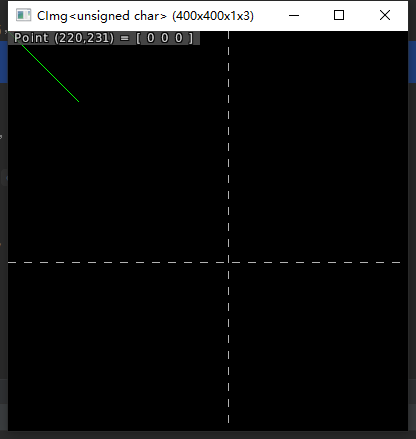 CImg<unsigned char> (400x400x1x3)
Point (220,231) = [ 0 0 0 ]